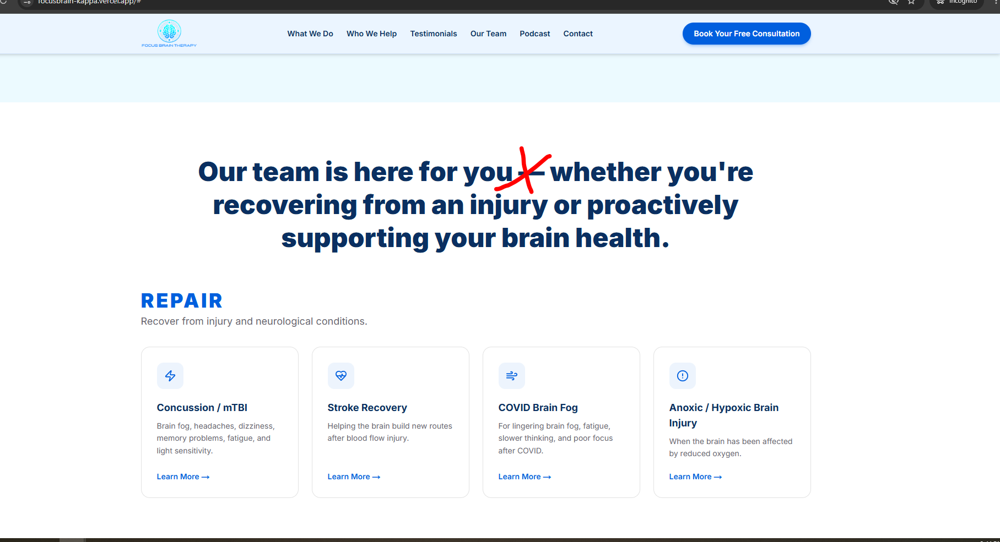 focusbrain-kappa.vercel.app/#
Incognito
FOCUS BRAIN THERAPY
What We Do
Who We Help
Testimonials
Our Team
Podcast
Contact
Book Your Free Consultation
Our team is here for you — whether you're
recovering from an injury or proactively
supporting your brain health.
REPAIR
Recover from injury and neurological conditions.
Concussion / mTBI
Brain fog, headaches, dizziness,
memory problems, fatigue, and
light sensitivity.
Learn More →
Stroke Recovery
Helping the brain build new routes
after blood flow injury.
Learn More →
COVID Brain Fog
For lingering brain fog, fatigue,
slower thinking, and poor focus
after COVID.
Learn More →
Anoxic / Hypoxic Brain
Injury
When the brain has been affected
by reduced oxygen.
Learn More →